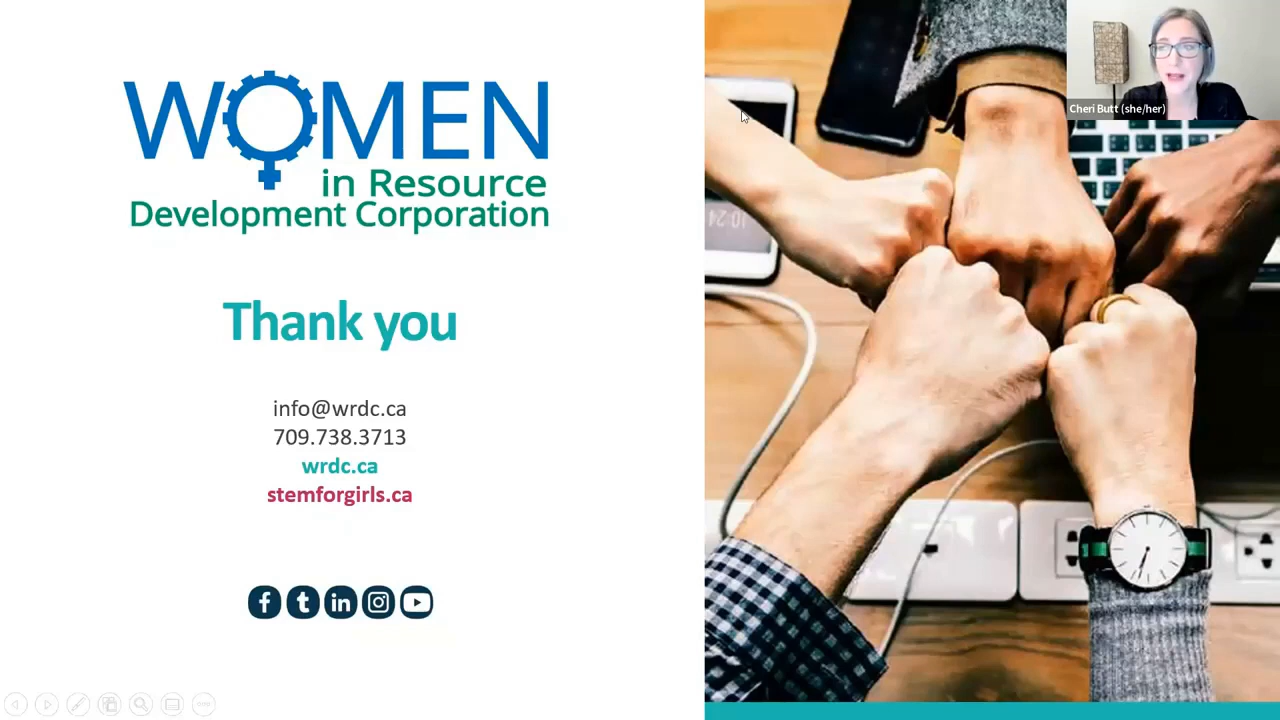 WOMEN
in Resource
Development Corporation
Thank you
info@wrdc.ca
709.738.3713
wrdc.ca
stemforgirls.ca
Cheri Butt (she/her)